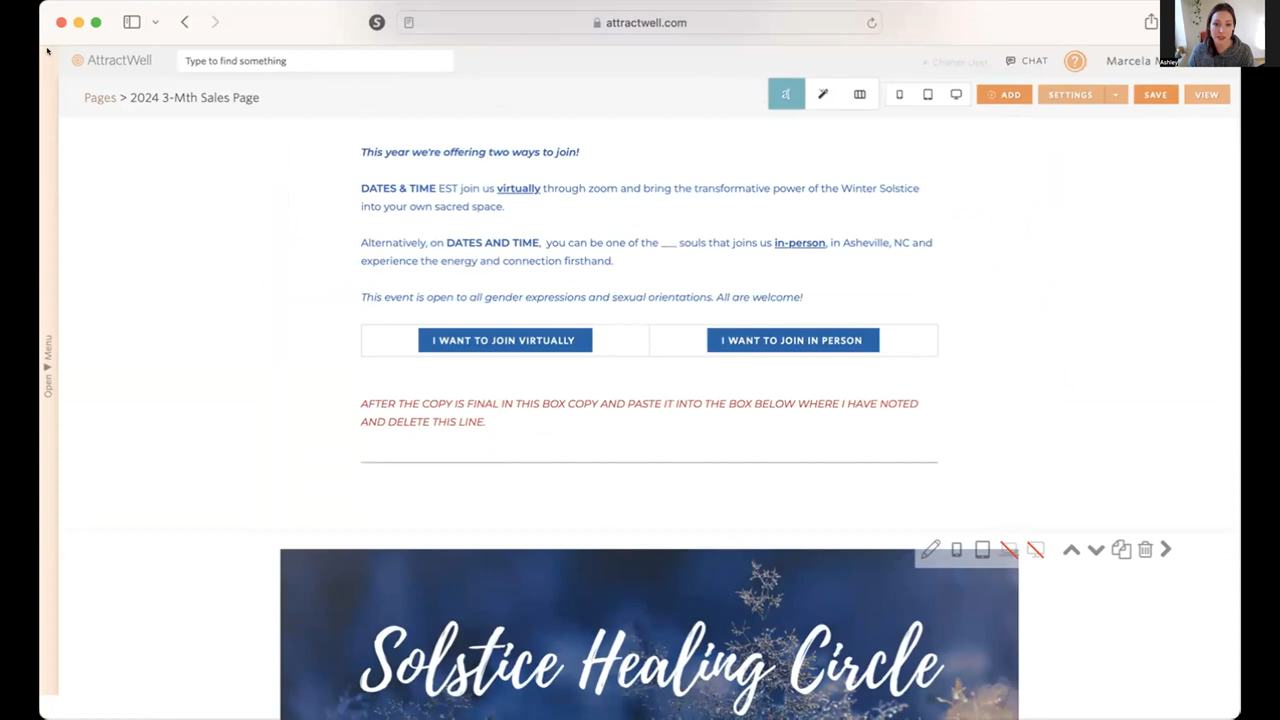 attractwell.com
AttractWell
Type to find something
CHAT
?
Marcela M
Ashley
Pages > 2024 3-Mth Sales Page
ADD
SETTINGS
SAVE
VIEW
This year we're offering two ways to join!
DATES & TIME EST join us virtually through zoom and bring the transformative power of the Winter Solstice
into your own sacred space.
Alternatively, on DATES AND TIME, you can be one of the ___ souls that joins us in-person, in Asheville, NC and
experience the energy and connection firsthand.
This event is open to all gender expressions and sexual orientations. All are welcome!
I WANT TO JOIN VIRTUALLY
I WANT TO JOIN IN PERSON
AFTER THE COPY IS FINAL IN THIS BOX COPY AND PASTE IT INTO THE BOX BELOW WHERE I HAVE NOTED
AND DELETE THIS LINE.
Open ▼ Menu
Solstice Healing Circle